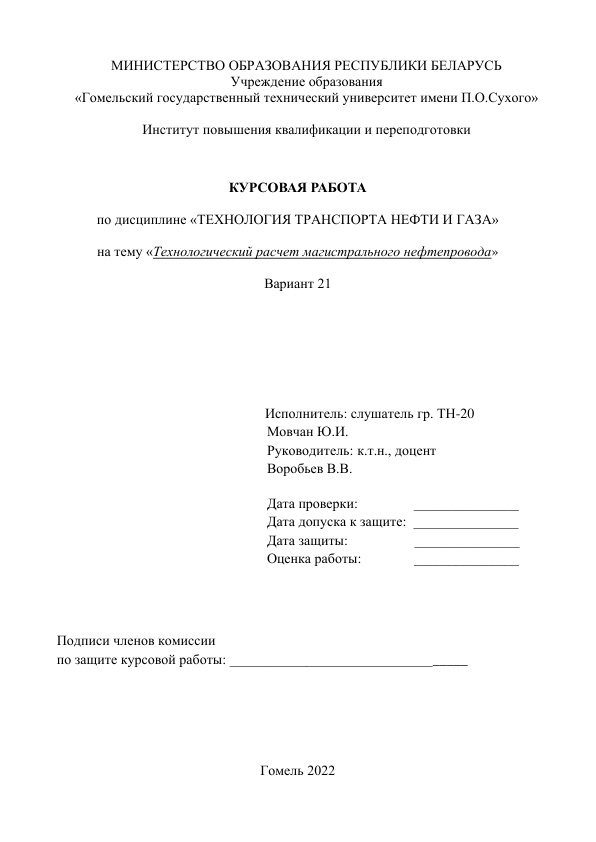 МИНИСТЕРСТВО ОБРАЗОВАНИЯ РЕСПУБЛИКИ БЕЛАРУСЬ
Учреждение образования
«Гомельский государственный технический университет имени П.О.Сухого»
Институт повышения квалификации и переподготовки
КУРСОВАЯ РАБОТА
по дисциплине «ТЕХНОЛОГИЯ ТРАНСПОРТА НЕФТИ И ГАЗА»
на тему «Технологический расчет магистрального нефтепровода»
Вариант 21
Исполнитель: слушатель гр. ТН-20
Мовчан Ю.И.
Руководитель: к.т.н., доцент
Воробьев В.В.
Дата проверки: _______________
Дата допуска к защите: _______________
Дата защиты: _______________
Оценка работы: _______________
Подписи членов комиссии
по защите курсовой работы: __________________________________
Гомель 2022